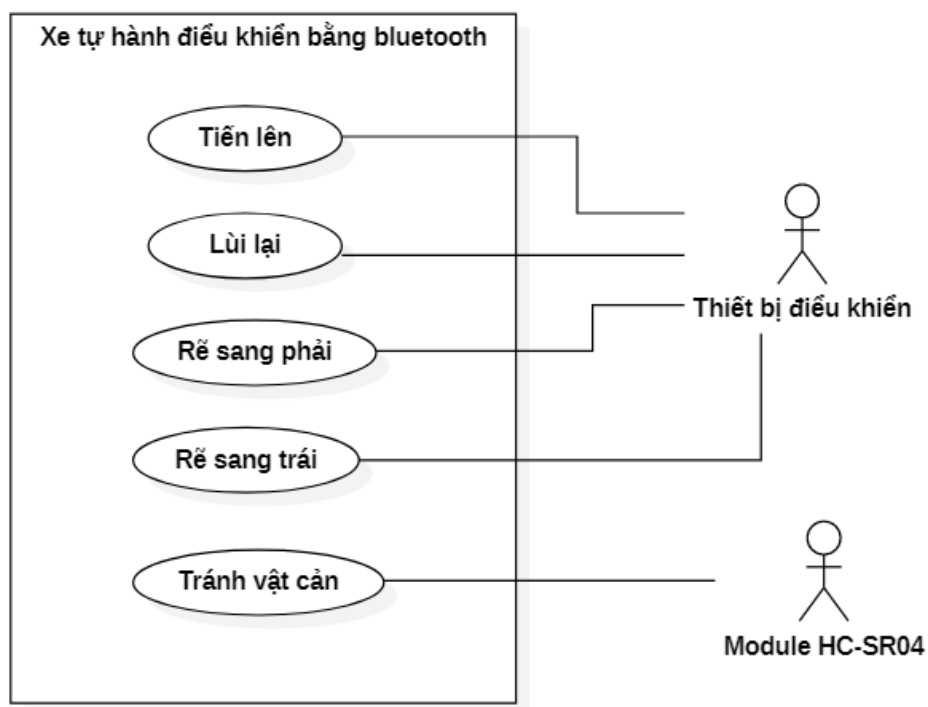 Xe tự hành điều khiển bằng bluetooth
Tiến lên
Lùi lại
Rẽ sang phải
Rẽ sang trái
Tránh vật cản
Thiết bị điều khiển
Module HC-SR04